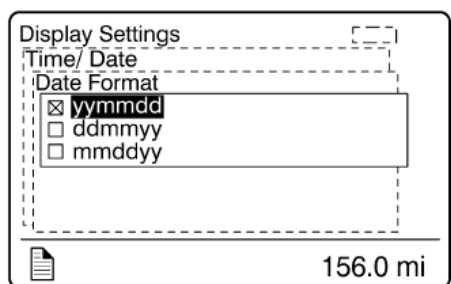 Display Settings
Time/ Date
Date Format
yymmdd
ddmmyy
mmddyy
156.0 mi